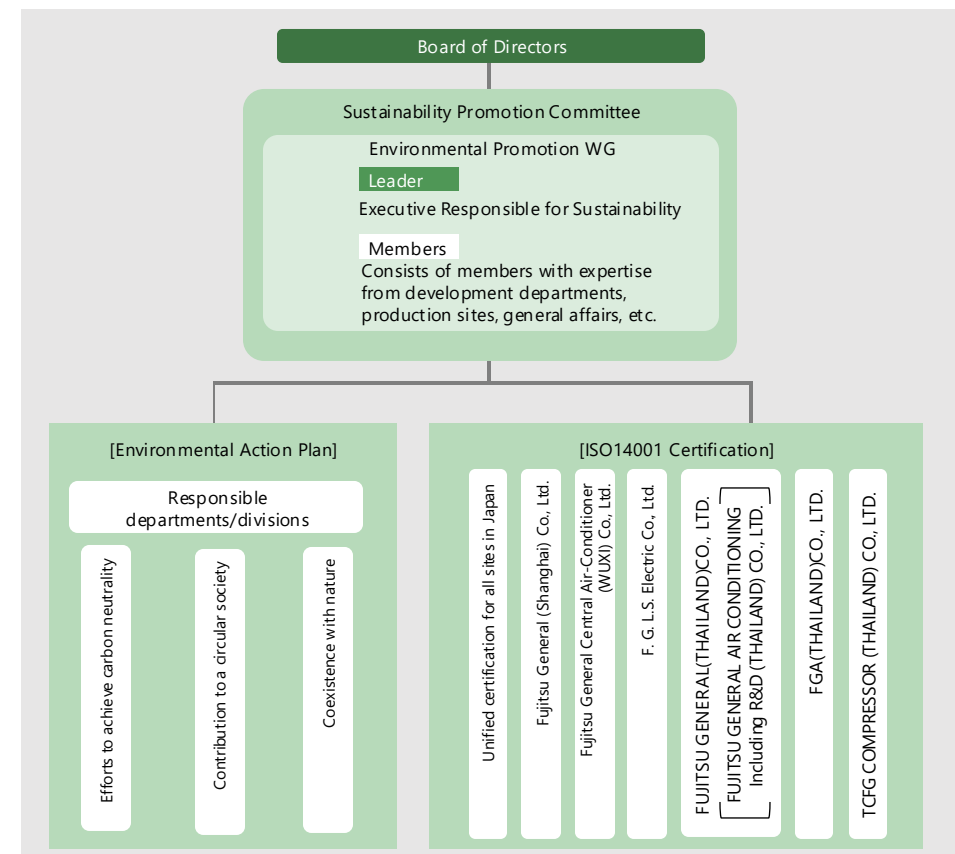 Board of Directors
Sustainability Promotion Committee
Environmental Promotion WG
Leader
Executive Responsible for Sustainability
Members
Consists of members with expertise
from development departments,
production sites, general affairs, etc.
[Environmental Action Plan]
Responsible
departments/divisions
Efforts to achieve carbon neutrality
Contribution to a circular society
Coexistence with nature
[ISO14001 Certification]
Unified certification for all sites in Japan
Fujitsu General (Shanghai) Co., Ltd.
Fujitsu General Central Air-Conditioner
(WUXI) Co., Ltd.
F. G. L.S. Electric Co., Ltd.
FUJITSU GENERAL(THAILAND)CO., LTD.
[FUJITSU GENERAL AIR CONDITIONING
Including R&D (THAILAND) CO., LTD.]
FGA(THAILAND)CO., LTD.
TCFG COMPRESSOR (THAILAND) CO., LTD.